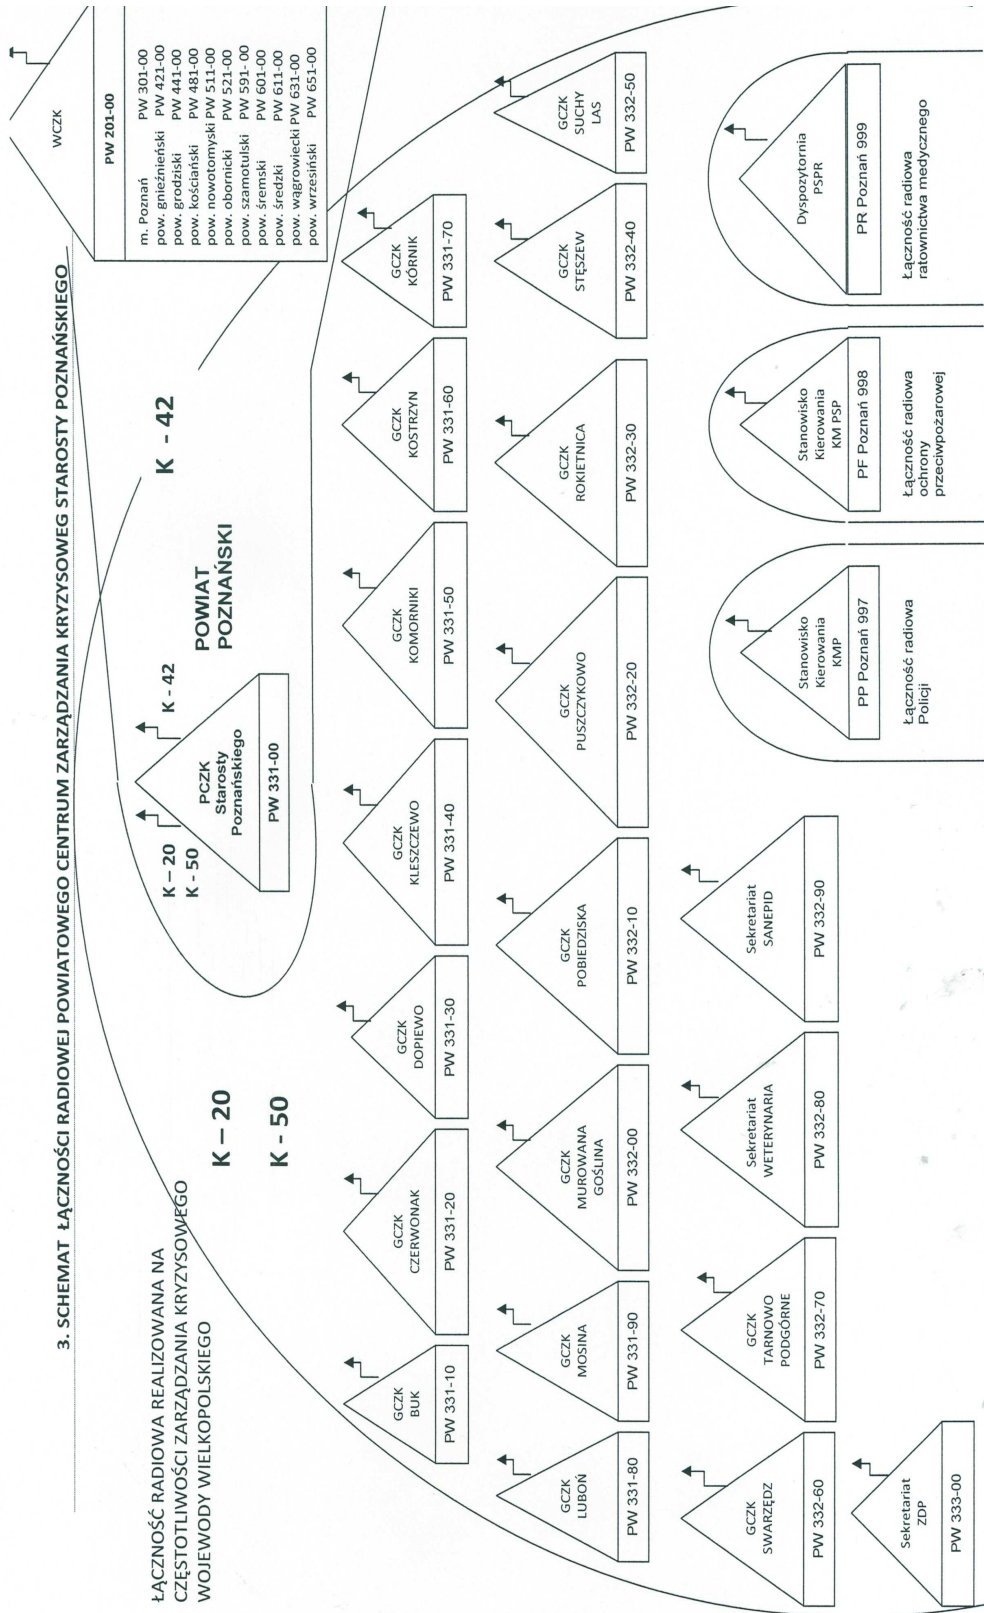 3. SCHEMAT ŁĄCZNOŚCI RADIOWEJ POWIATOWEGO CENTRUM ZARZĄDZANIA KRYZYSOWEG STAROSTY POZNAŃSKIEGO
ŁĄCZNOŚĆ RADIOWA REALIZOWANA NA
CZĘSTOTLIWOŚCI ZARZĄDZANIA KRYZYSOWEGO
WOJEWODY WIELKOPOLSKIEGO
K – 20
K - 50
K – 20
K - 50
K - 42
PCZK
Starosty
Poznańskiego
PW 331-00
POWIAT
POZNAŃSKI
K - 42
WCZK
PW 201-00
m. Poznań PW 301-00
pow. gnieźnieński PW 421-00
pow. grodziski PW 441-00
pow. kościański PW 481-00
pow. nowotomyski PW 511-00
pow. obornicki PW 521-00
pow. szamotulski PW 591- 00
pow. śremski PW 601-00
pow. średzki PW 611-00
pow. wągrowiecki PW 631-00
pow. wrzesiński PW 651-00
GCZK
BUK
PW 331-10
GCZK
CZERWONAK
PW 331-20
GCZK
DOPIEWO
PW 331-30
GCZK
KLESZCZEWO
PW 331-40
GCZK
KOMORNIKI
PW 331-50
GCZK
KOSTRZYN
PW 331-60
GCZK
KÓRNIK
PW 331-70
GCZK
LUBOŃ
PW 331-80
GCZK
MOSINA
PW 331-90
GCZK
MUROWANA
GOŚLINA
PW 332-00
GCZK
POBIEDZISKA
PW 332-10
GCZK
PUSZCZYKOWO
PW 332-20
GCZK
ROKIETNICA
PW 332-30
GCZK
STĘSZEW
PW 332-40
GCZK
SUCHY
LAS
PW 332-50
GCZK
SWARZĘDZ
PW 332-60
GCZK
TARNOWO
PODGÓRNE
PW 332-70
Sekretariat
WETERYNARIA
PW 332-80
Sekretariat
SANEPID
PW 332-90
Sekretariat
ZDP
PW 333-00
Stanowisko
Kierowania
KMP
PP Poznań 997
Łączność radiowa
Policji
Stanowisko
Kierowania
KM PSP
PF Poznań 998
Łączność radiowa
ochrony
przeciwpożarowej
Dyspozytornia
PSPR
PR Poznań 999
Łączność radiowa
ratownictwa medycznego